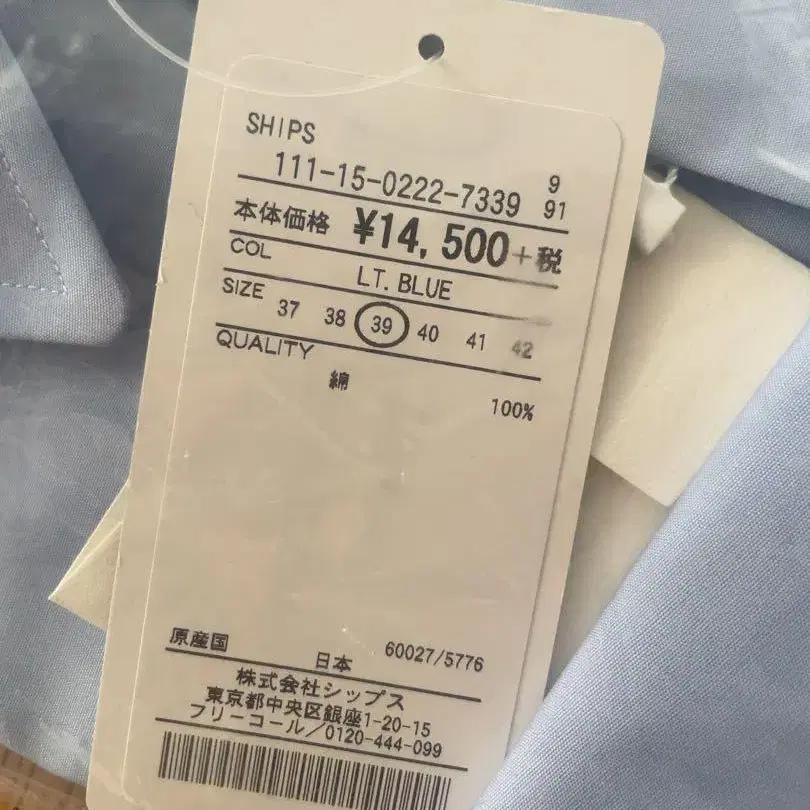 SHIPS
111-15-0222-7339 9
91
本体価格 ¥14,500+税
COL LT. BLUE
SIZE 37 38 39 40 41 42
QUALITY
綿 100%
原産国 日本 60027/5776
株式会社シップス
東京都中央区銀座1-20-15
フリーコール/0120-444-099